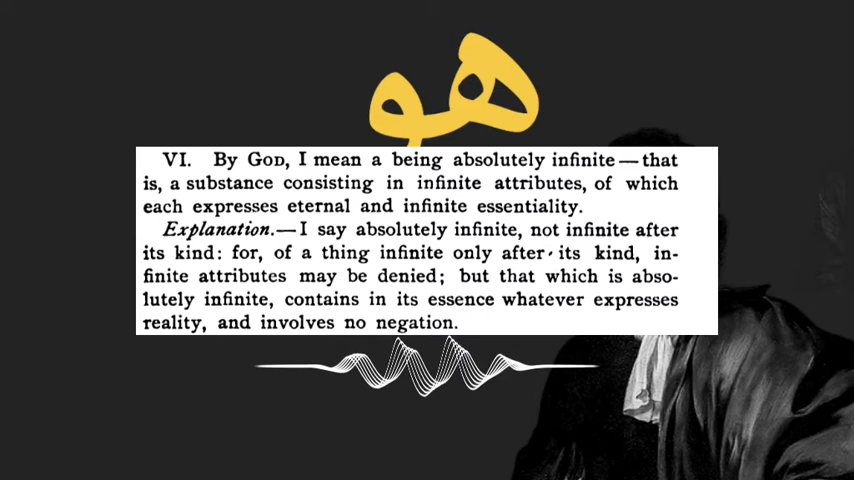 هو
VI. By GOD, I mean a being absolutely infinite—that
is, a substance consisting in infinite attributes, of which
each expresses eternal and infinite essentiality.
Explanation.—I say absolutely infinite, not infinite after
its kind: for, of a thing infinite only after its kind, in-
finite attributes may be denied; but that which is abso-
lutely infinite, contains in its essence whatever expresses
reality, and involves no negation.